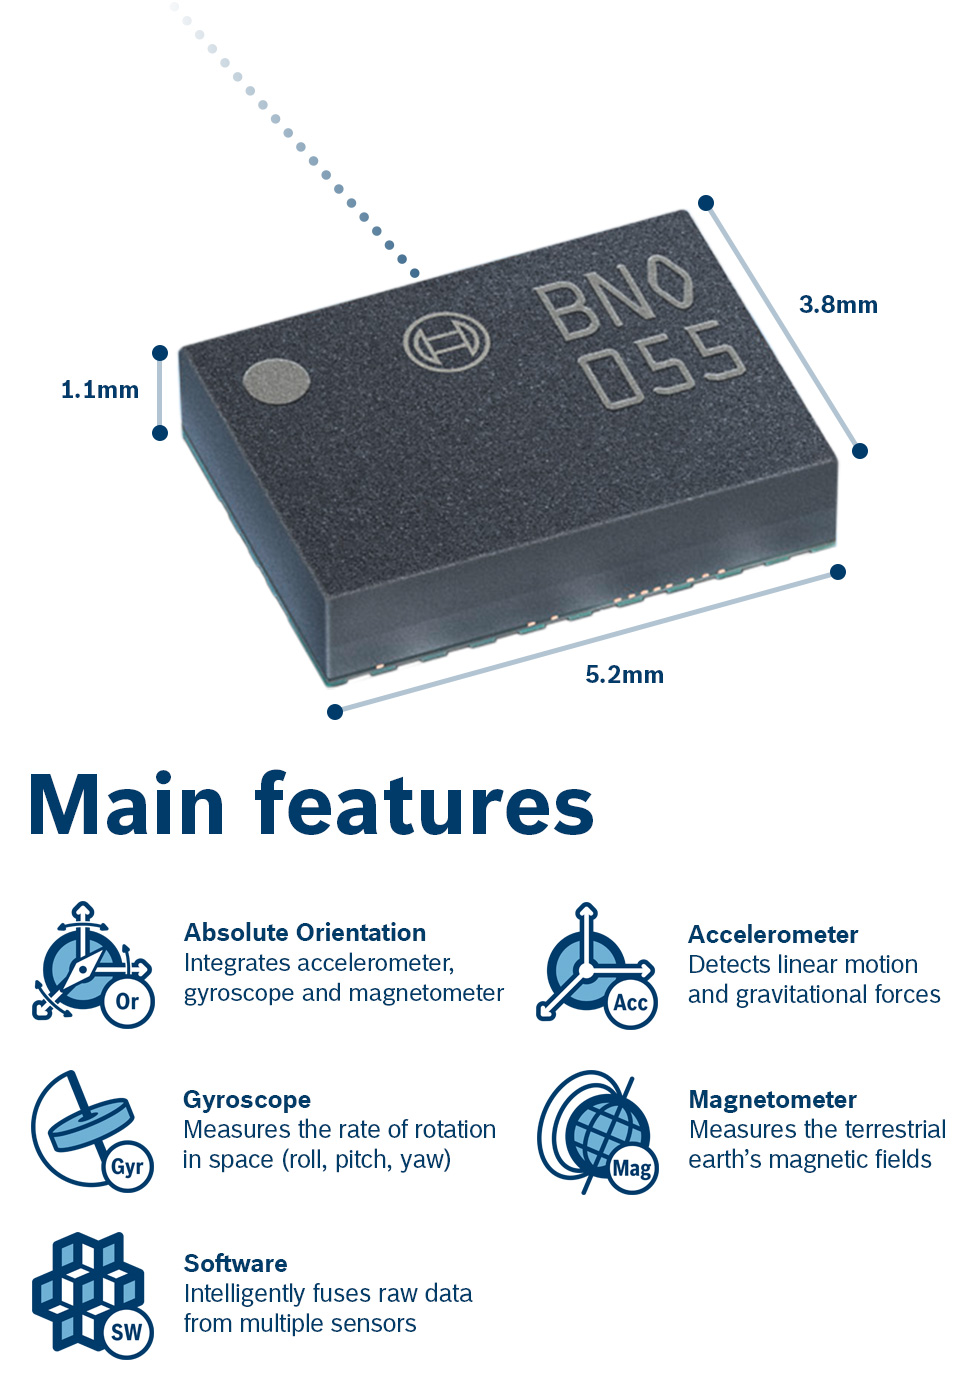 BNO
055
3.8mm
1.1mm
5.2mm
Main features
Absolute Orientation
Integrates accelerometer,
gyroscope and magnetometer
Or
Accelerometer
Detects linear motion
and gravitational forces
Acc
Gyroscope
Measures the rate of rotation
in space (roll, pitch, yaw)
Gyr
Magnetometer
Measures the terrestrial
earth's magnetic fields
Mag
Software
Intelligently fuses raw data
from multiple sensors
SW